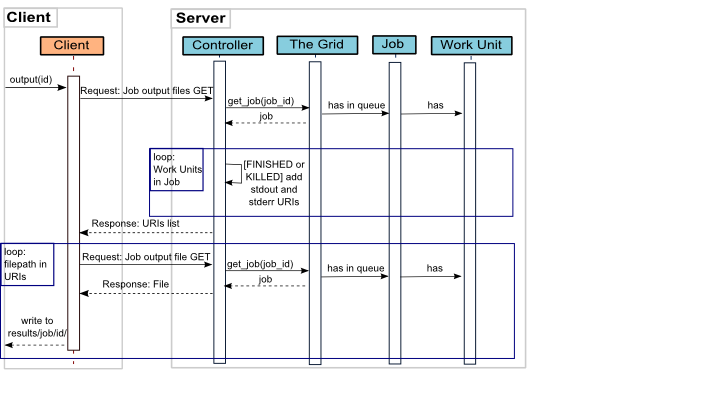 Client
Server
Client
Controller
The Grid
Job
Work Unit
output(id)
Request: Job output files GET
get_job(job_id)
has in queue
has
job
loop:
Work Units
in Job
[FINISHED or
KILLED] add
stdout and
stderr URIs
Response: URIs list
loop:
filepath in
URIs
Request: Job output file GET
get_job(job_id)
has in queue
has
job
Response: File
write to
results/job/id/